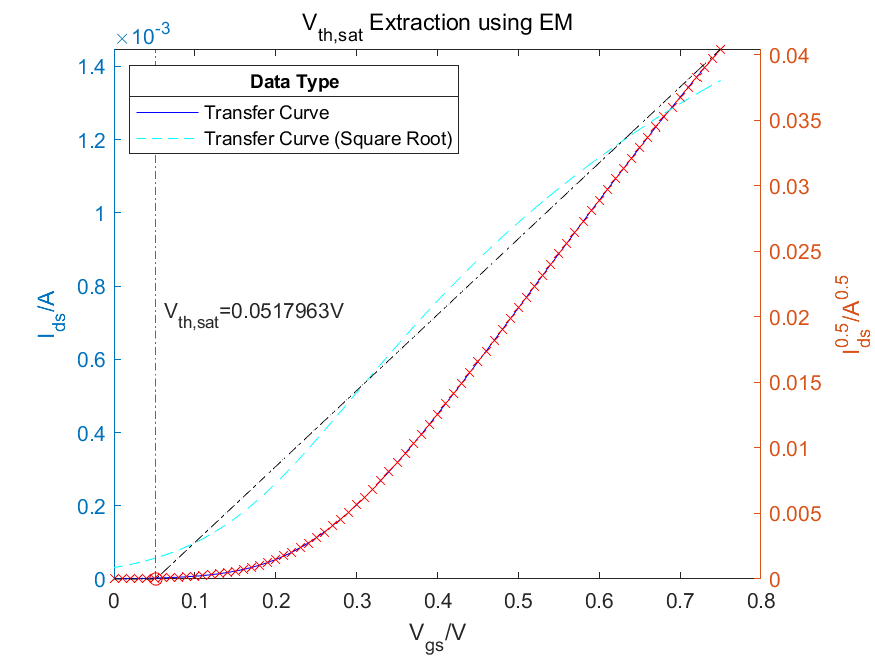 V_th,sat Extraction using EM
×10^-3
Data Type
Transfer Curve
Transfer Curve (Square Root)
V_th,sat=0.0517963V
I_ds/A
1.4
1.2
1
0.8
0.6
0.4
0.2
0
0.04
0.035
0.03
0.025
0.02
0.015
0.01
0.005
0
I_ds^0.5/A^0.5
0 0.1 0.2 0.3 0.4 0.5 0.6 0.7 0.8
V_gs/V